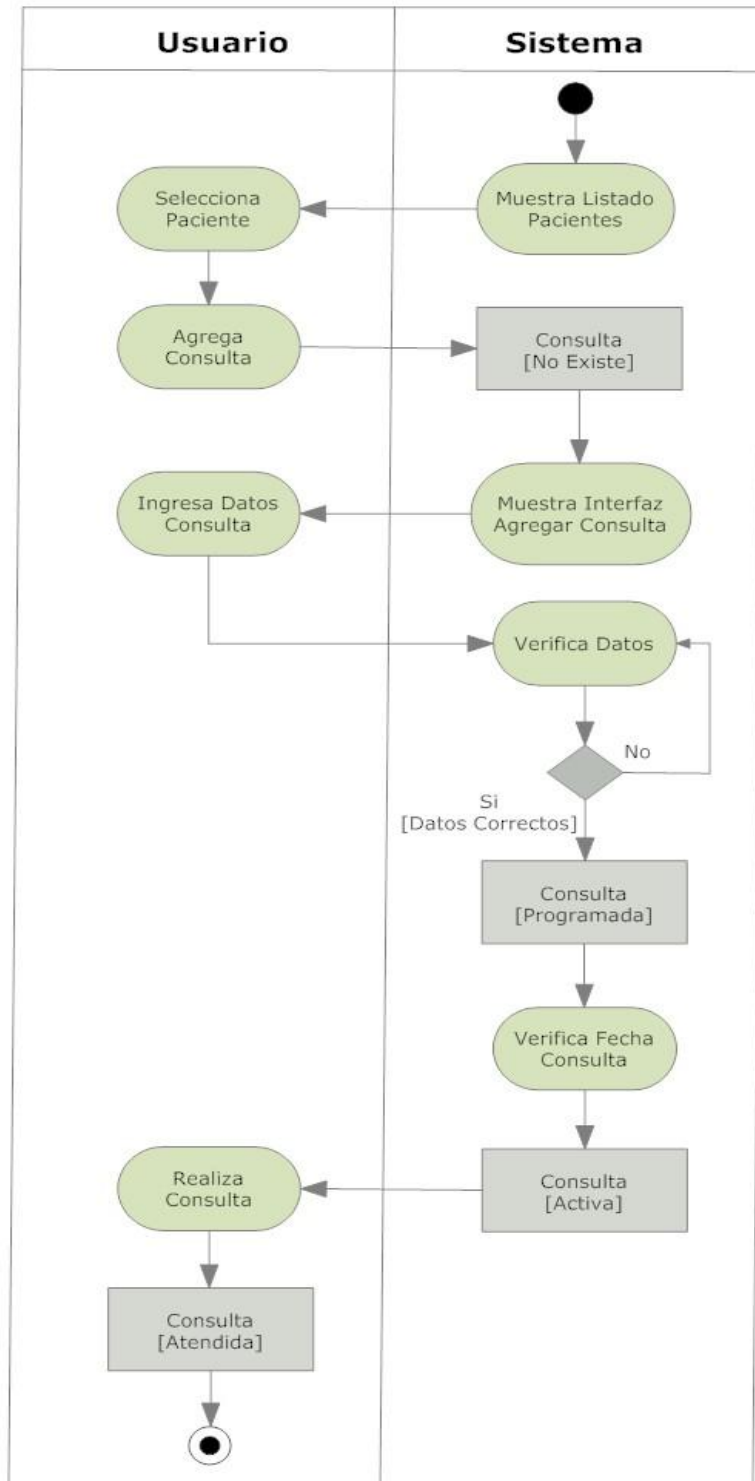 Usuario
Sistema
Selecciona
Paciente
Muestra Listado
Pacientes
Agrega
Consulta
Consulta
[No Existe]
Ingresa Datos
Consulta
Muestra Interfaz
Agregar Consulta
Verifica Datos
No
Si
[Datos Correctos]
Consulta
[Programada]
Verifica Fecha
Consulta
Realiza
Consulta
Consulta
[Activa]
Consulta
[Atendida]